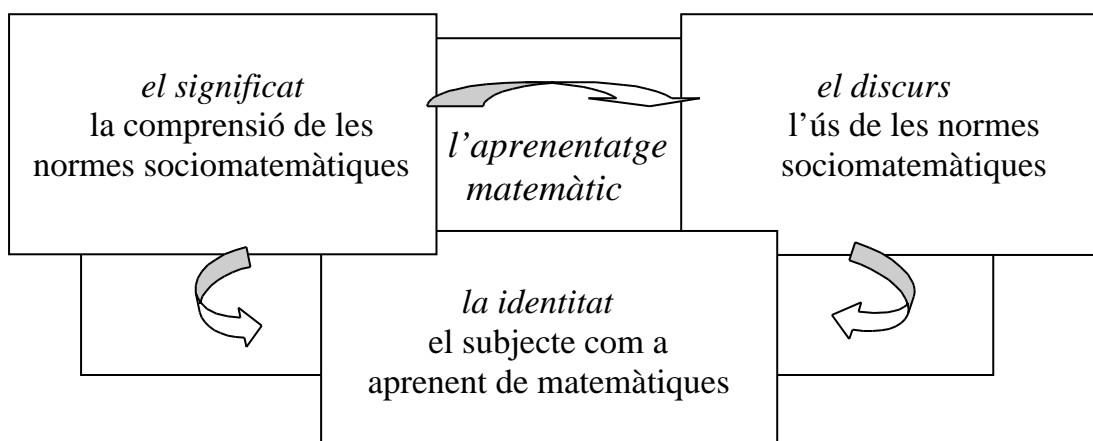 el significat
la comprensió de les
normes sociomatemàtiques
l'aprenentatge
matemàtic
el discurs
l'ús de les normes
sociomatemàtiques
la identitat
el subjecte com a
aprenent de matemàtiques